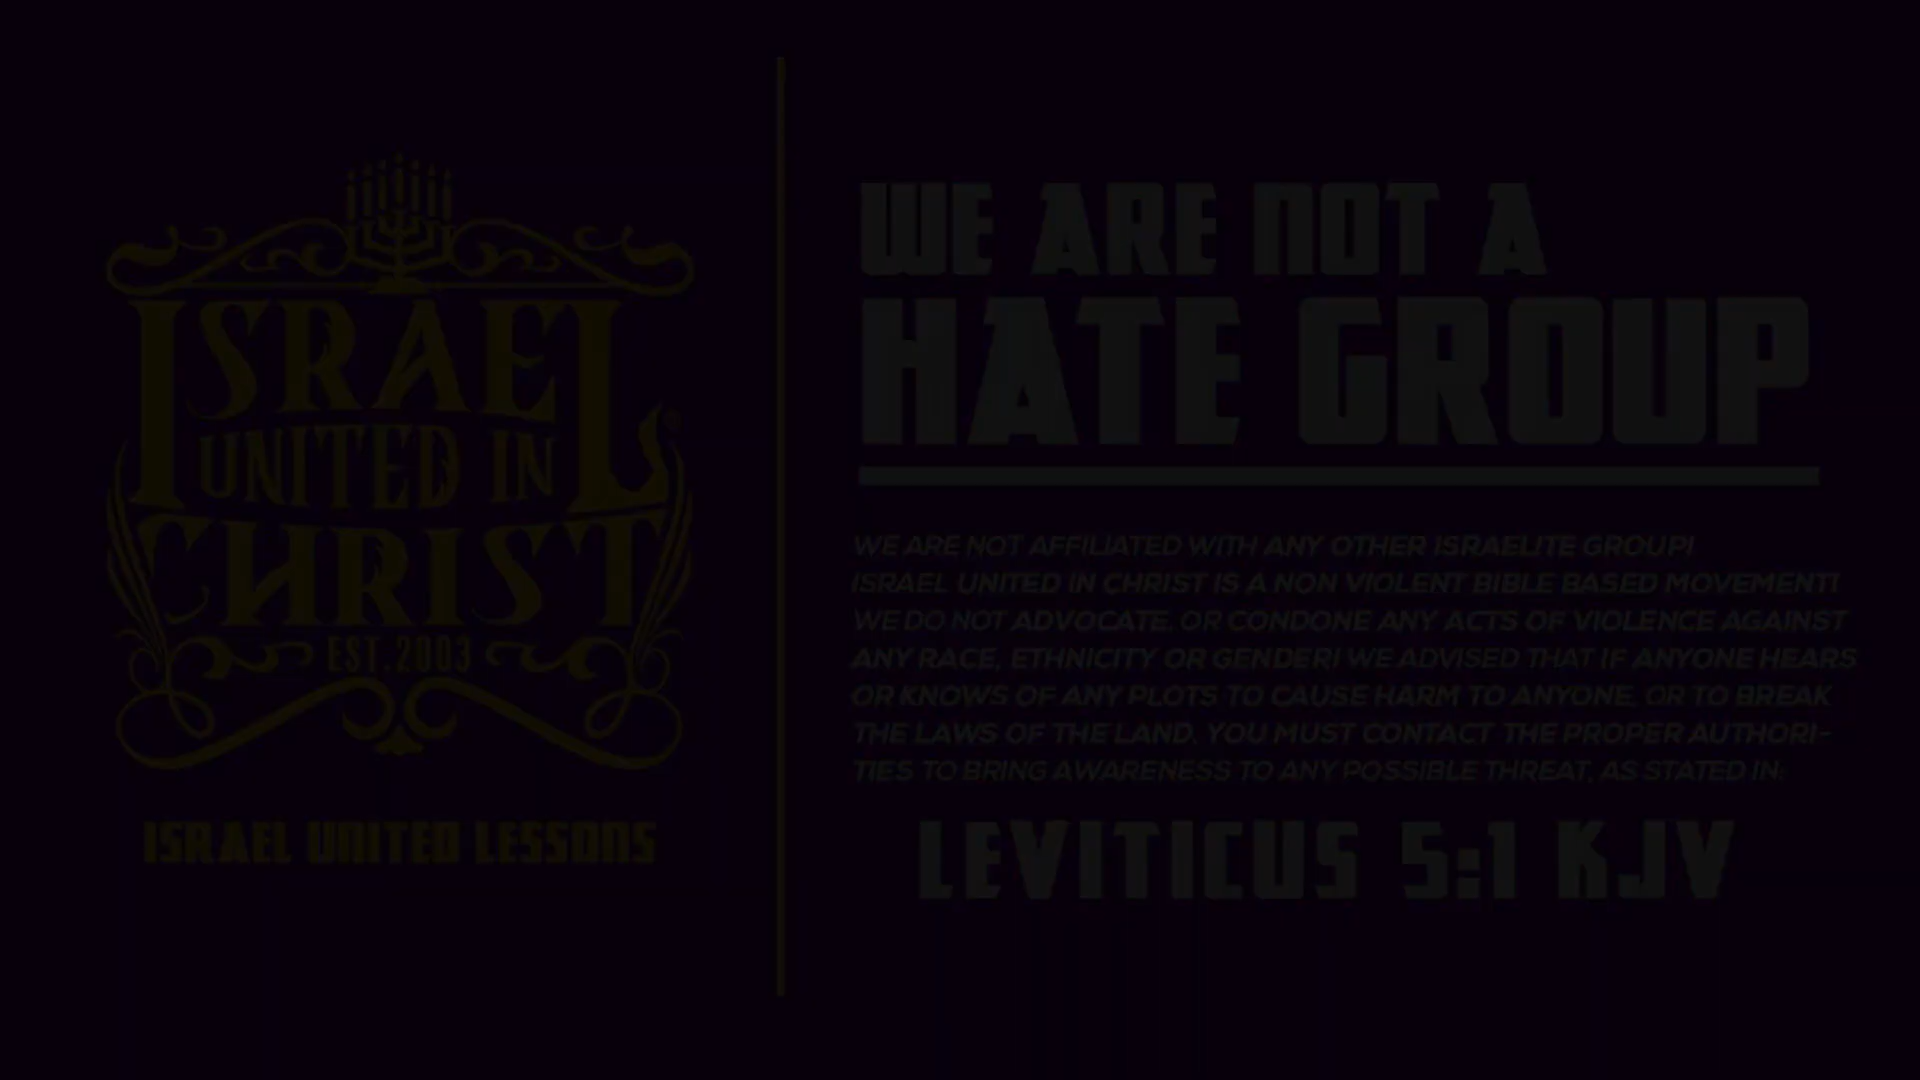 ISRAEL
UNITED IN
CHRIST
EST. 2003
ISRAEL UNITED LESSONS
WE ARE NOT A
HATE GROUP
WE ARE NOT AFFILIATED WITH ANY OTHER ISRAELITE GROUP!
ISRAEL UNITED IN CHRIST IS A NON VIOLENT BIBLE BASED MOVEMENT!
WE DO NOT ADVOCATE, OR CONDONE ANY ACTS OF VIOLENCE AGAINST
ANY RACE, ETHNICITY OR GENDER! WE ADVISED THAT IF ANYONE HEARS
OR KNOWS OF ANY PLOTS TO CAUSE HARM TO ANYONE, OR TO BREAK
THE LAWS OF THE LAND, YOU MUST CONTACT THE PROPER AUTHORI-
TIES TO BRING AWARENESS TO ANY POSSIBLE THREAT, AS STATED IN:
LEVITICUS 5:1 KJV